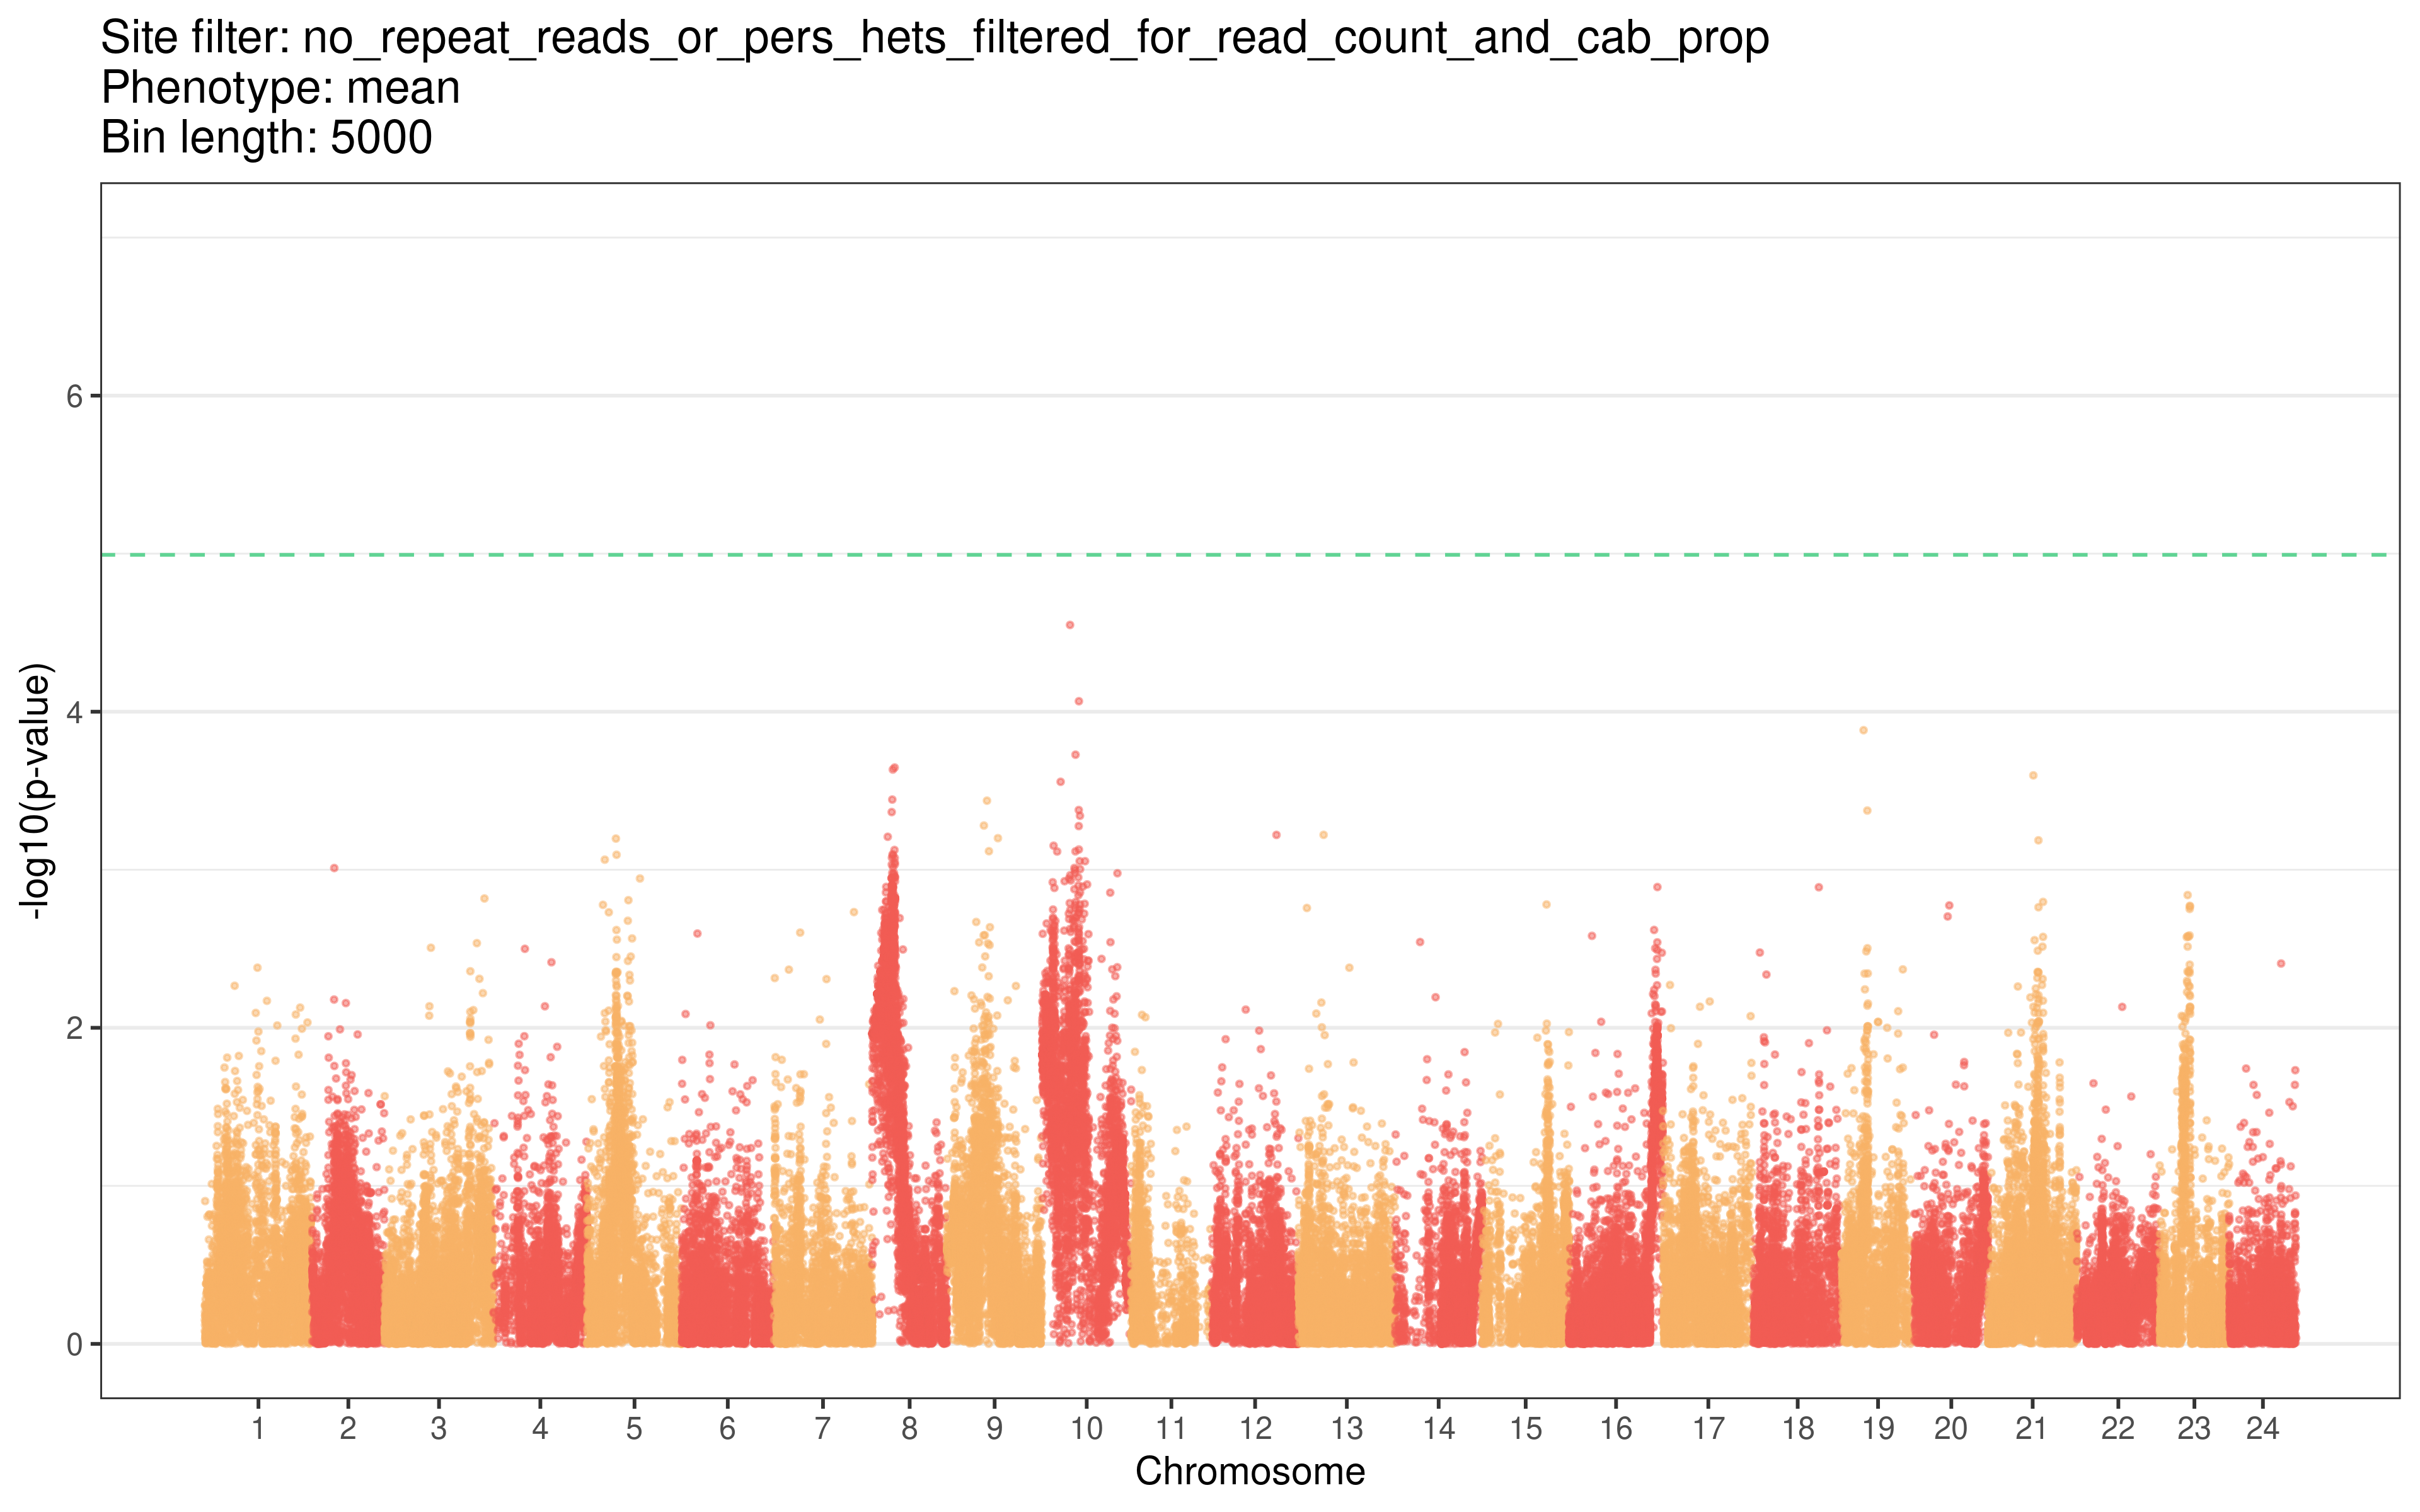 Site filter: no_repeat_reads_or_pers_hets_filtered_for_read_count_and_cab_prop
Phenotype: mean
Bin length: 5000
-log10(p-value)
6
4
2
0
1 2 3 4 5 6 7 8 9 10 11 12 13 14 15 16 17 18 19 20 21 22 23 24
Chromosome